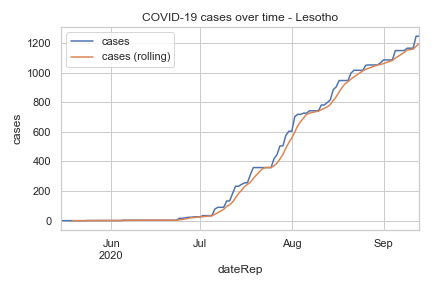 COVID-19 cases over time - Lesotho
cases
cases (rolling)
1200
1000
800
600
400
200
0
cases
Jun
2020
Jul
Aug
Sep
dateRep